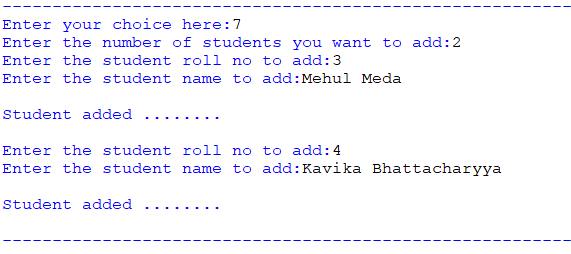 ---------------------------------------------------------
Enter your choice here:7
Enter the number of students you want to add:2
Enter the student roll no to add:3
Enter the student name to add:Mehul Meda
Student added ........
Enter the student roll no to add:4
Enter the student name to add:Kavika Bhattacharyya
Student added ........
---------------------------------------------------------